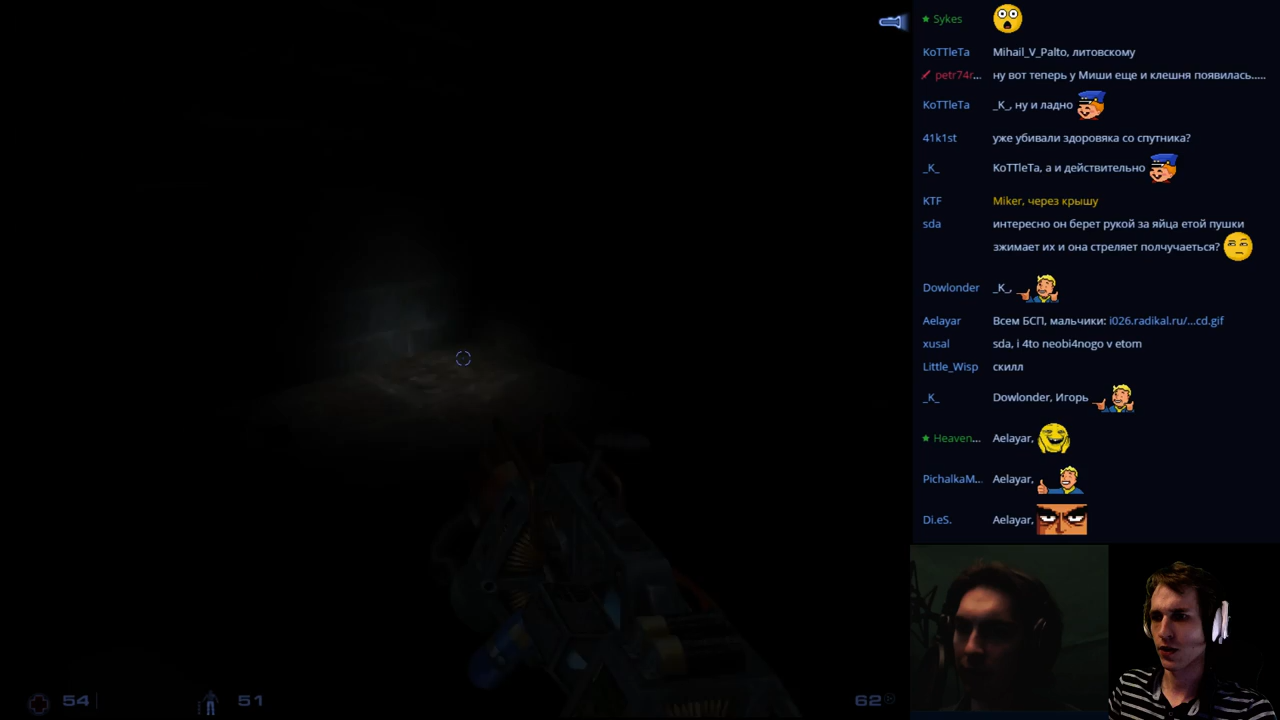 Sykes
KoTTleTa Mihail_V_Palto, литовскому
petr74r... ну вот теперь у Миши еще и клешня появилась.....
KoTTleTa _K_, ну и ладно
41k1st уже убивали здоровяка со спутника?
_K_ KoTTleTa, а и действительно
KTF Miker, через крышу
sda интересно он берет рукой за яйца етой пушки
зжимает их и она стреляет полчучаеться?
Dowlonder _K_,
Aelayar Всем БСП, мальчики: i026.radikal.ru/...cd.gif
xusal sda, i 4to neobi4nogo v etom
Little_Wisp скилл
_K_ Dowlonder, Игорь
Heaven... Aelayar,
PichalkaM... Aelayar,
Di.eS. Aelayar,
54 51 62